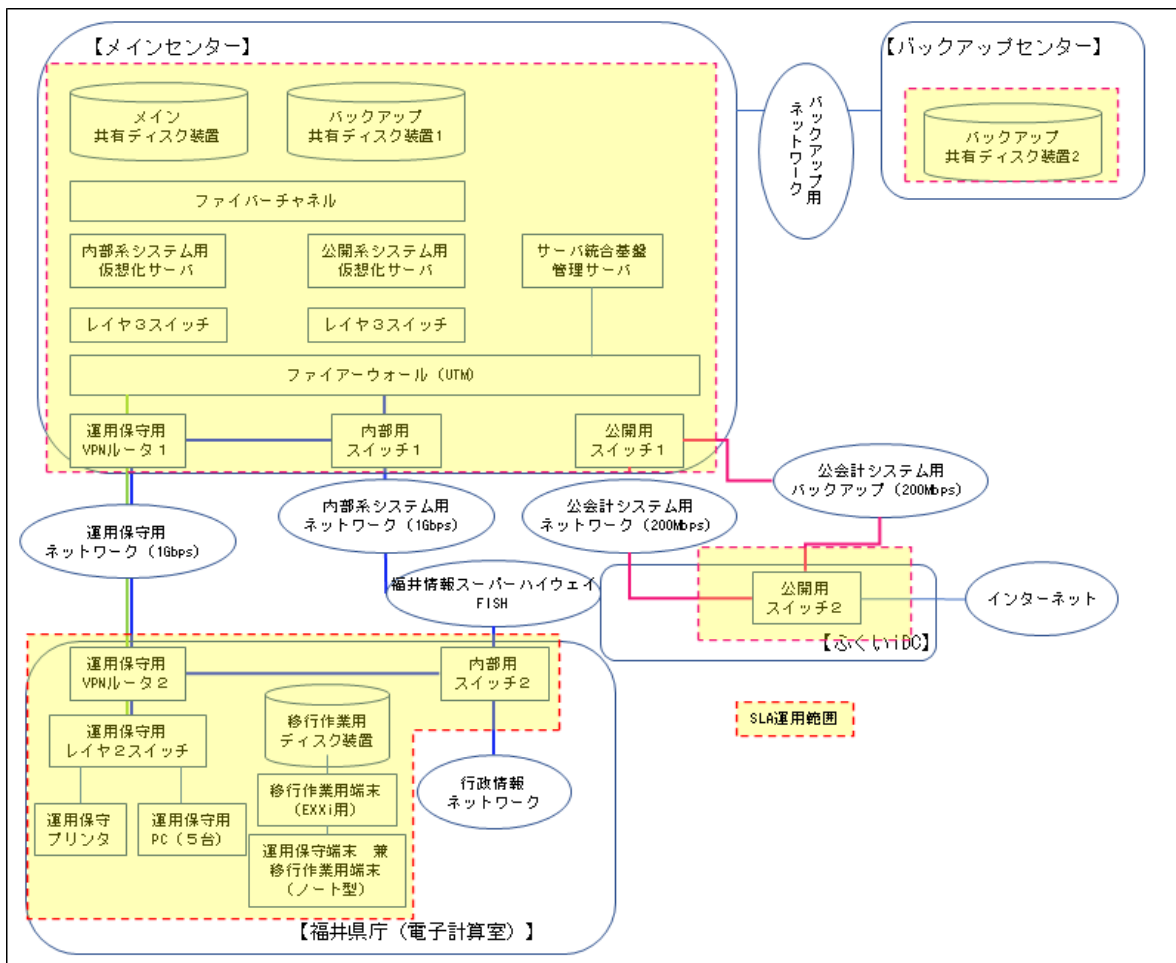 【メインセンター】
【バックアップセンター】
メイン
共有ディスク装置
バックアップ
共有ディスク装置1
バックアップ用
ネットワーク
バックアップ
共有ディスク装置2
ファイバーチャネル
内部系システム用
仮想化サーバ
公開系システム用
仮想化サーバ
サーバ統合基盤
管理サーバ
レイヤ３スイッチ
レイヤ３スイッチ
ファイアーウォール（UTM）
運用保守用
VPNルータ１
内部用
スイッチ1
公開用
スイッチ1
公会計システム用
バックアップ（200Mbps）
内部系システム用
ネットワーク（1Gbps）
公会計システム用
ネットワーク（200Mbps）
運用保守用
ネットワーク（1Gbps）
福井情報スーパーハイウェイ
FISH
公開用
スイッチ2
インターネット
【ふくいiDC】
運用保守用
VPNルータ２
内部用
スイッチ2
移行作業用
ディスク装置
SLA運用範囲
運用保守用
レイヤ２スイッチ
移行作業用端末
(EXXi用)
行政情報
ネットワーク
運用保守
プリンタ
運用保守用
PC（５台）
運用保守端末　兼
移行作業用端末
（ノート型）
【福井県庁（電子計算室）】